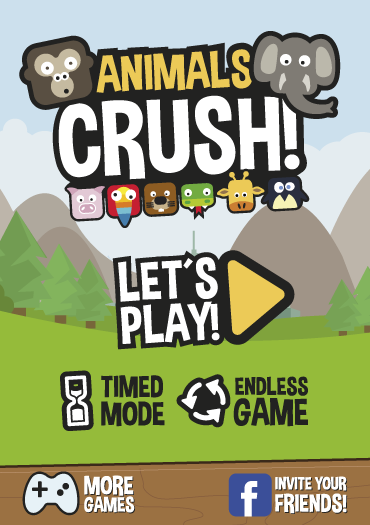 ANIMALS
CRUSH!
LET'S
PLAY!
TIMED
MODE
ENDLESS
GAME
MORE
GAMES
f
INVITE YOUR
FRIENDS!